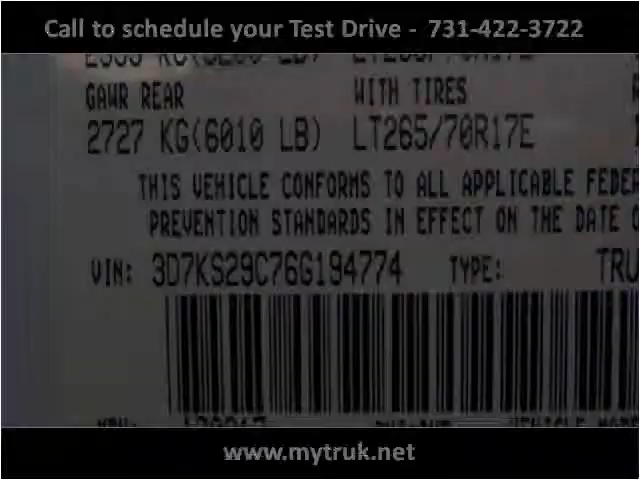 Call to schedule your Test Drive - 731-422-3722
GAWR REAR WITH TIRES
2727 KG(6010 LB) LT265/70R17E
THIS VEHICLE CONFORMS TO ALL APPLICABLE
PREVENTION STANDARDS IN EFFECT ON THE DATE
VIN: 3D7KS29C76G194774 TYPE: TRU
www.mytruk.net